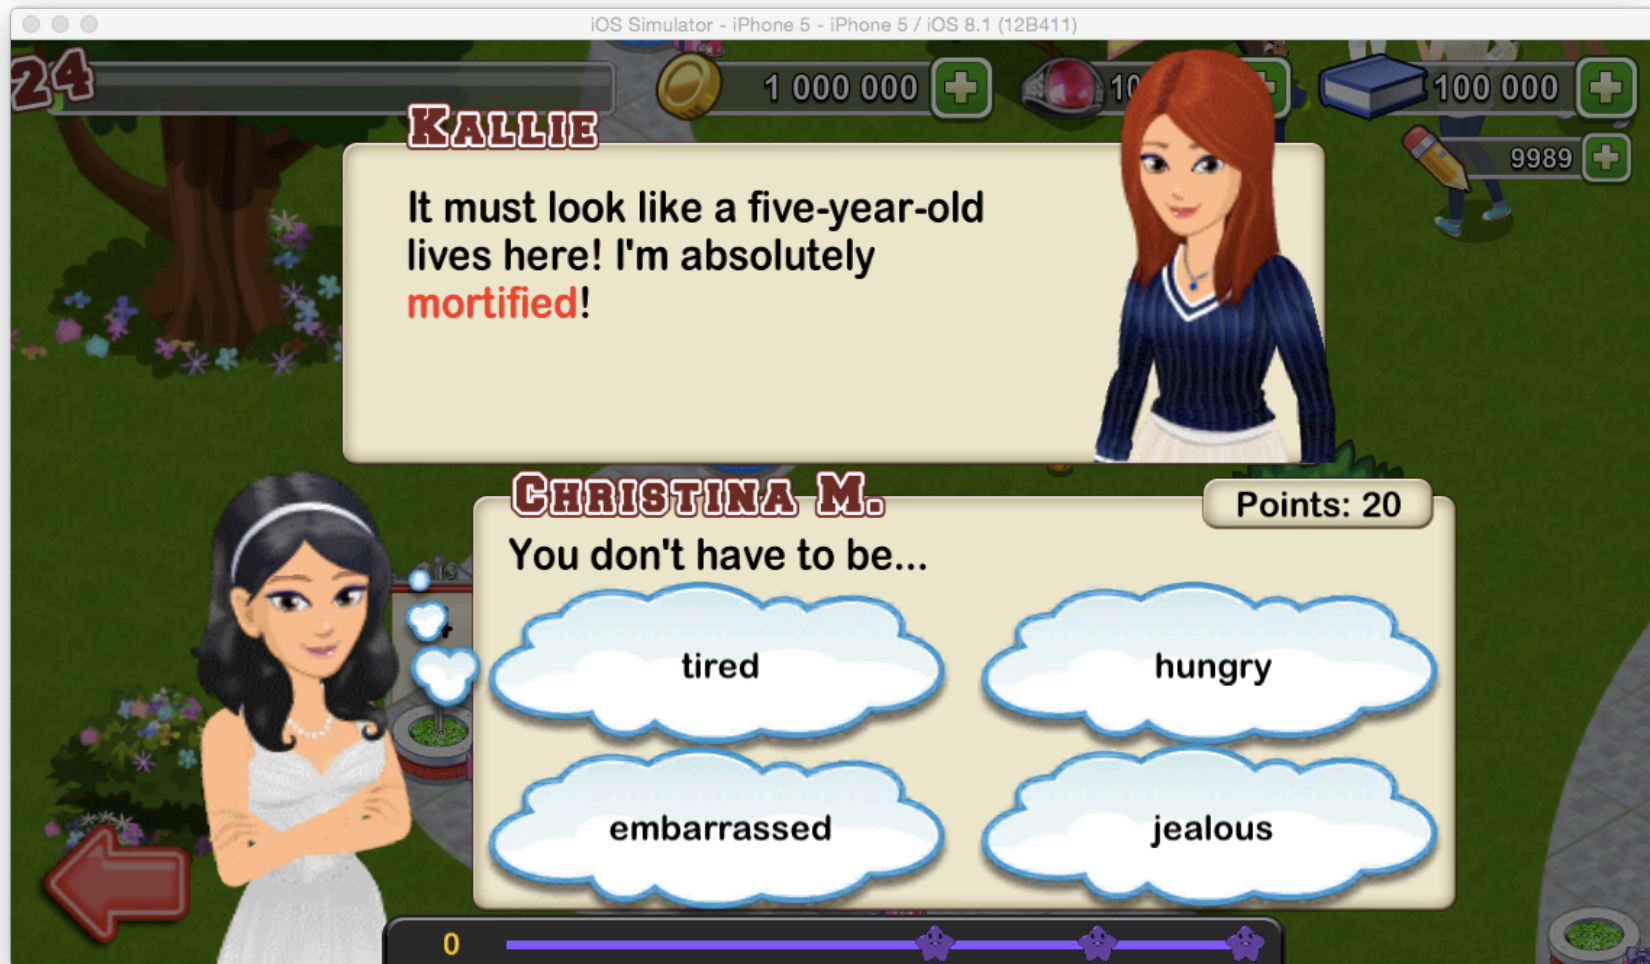 iOS Simulator - iPhone 5 - iPhone 5 / iOS 8.1 (12B411)
24
1 000 000
100 000
9989
KALLIE
It must look like a five-year-old
lives here! I'm absolutely
mortified!
CHRISTINA M.
Points: 20
You don't have to be...
tired
hungry
embarrassed
jealous
0